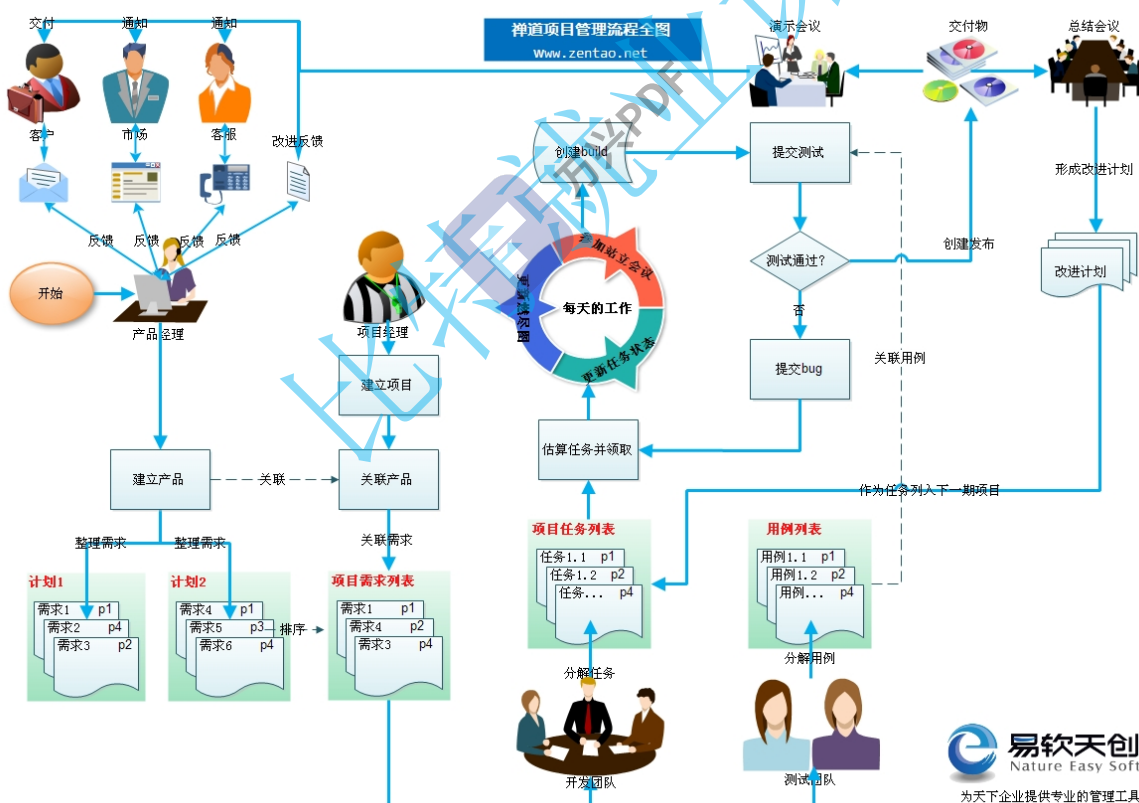 禅道项目管理流程全图
www.zentao.net
交付
通知
通知
客户
市场
客服
改进反馈
反馈
反馈
反馈
反馈
开始
产品经理
项目经理
建立项目
建立产品
关联
关联产品
整理需求
整理需求
关联需求
计划1
需求1 p1
需求2 p4
需求3 p2
计划2
需求4 p1
需求5 p3
需求6 p4
排序
项目需求列表
需求1 p1
需求4 p2
需求3 p4
创建build
参加站立会议
更新燃尽图
每天的工作
更新任务状态
估算任务并领取
项目任务列表
任务1.1 p1
任务1.2 p2
任务... p4
分解任务
开发团队
演示会议
交付物
总结会议
提交测试
测试通过?
否
提交bug
创建发布
形成改进计划
改进计划
关联用例
作为任务列入下一期项目
用例列表
用例1.1 p1
用例1.2 p2
用例... p4
分解用例
测试团队
易软天创
Nature Easy Soft
为天下企业提供专业的管理工具
万兴PDF
比特就业